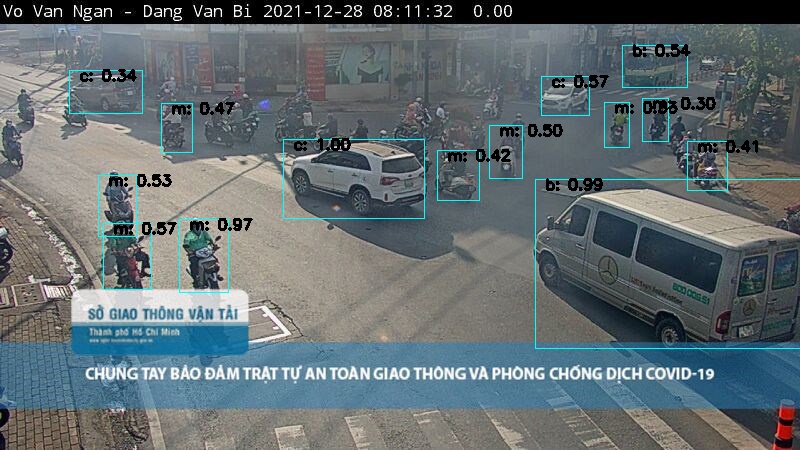 Vo Van Ngan - Dang Van Bi 2021-12-28 08:11:32 0.00
b: 0.54
c: 0.34
c: 0.57
m: 0.47
m: 0.30
m: 0.50
c: 1.00
m: 0.41
m: 0.42
m: 0.53
b: 0.99
m: 0.57
m: 0.97
SỞ GIAO THÔNG VẬN TẢI
Thành phố Hồ Chí Minh
CHUNG TAY BẢO ĐẢM TRẬT TỰ AN TOÀN GIAO THÔNG VÀ PHÒNG CHỐNG DỊCH COVID-19